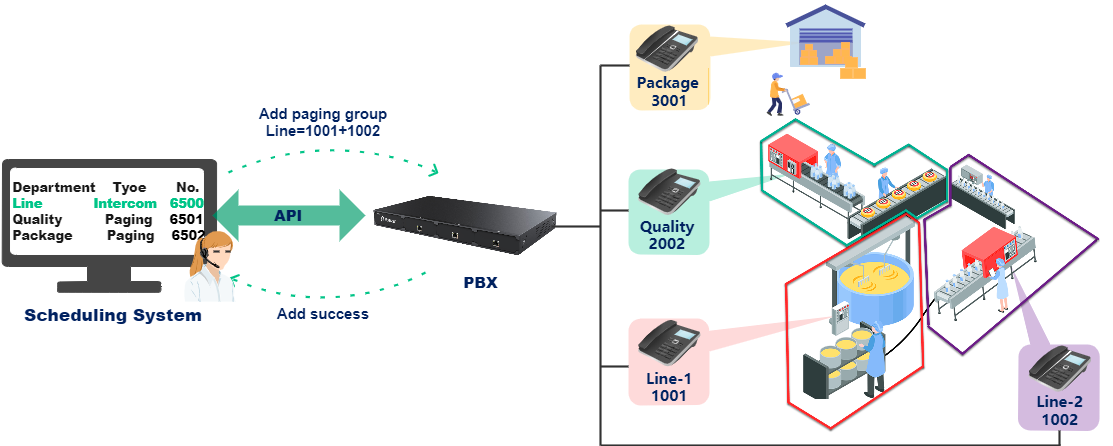 Add paging group
Line=1001+1002
Department Tyoe No.
Line Intercom 6500
Quality Paging 6501
Package Paging 6502
API
Scheduling System
PBX
Add success
Package
3001
Quality
2002
Line-1
1001
Line-2
1002